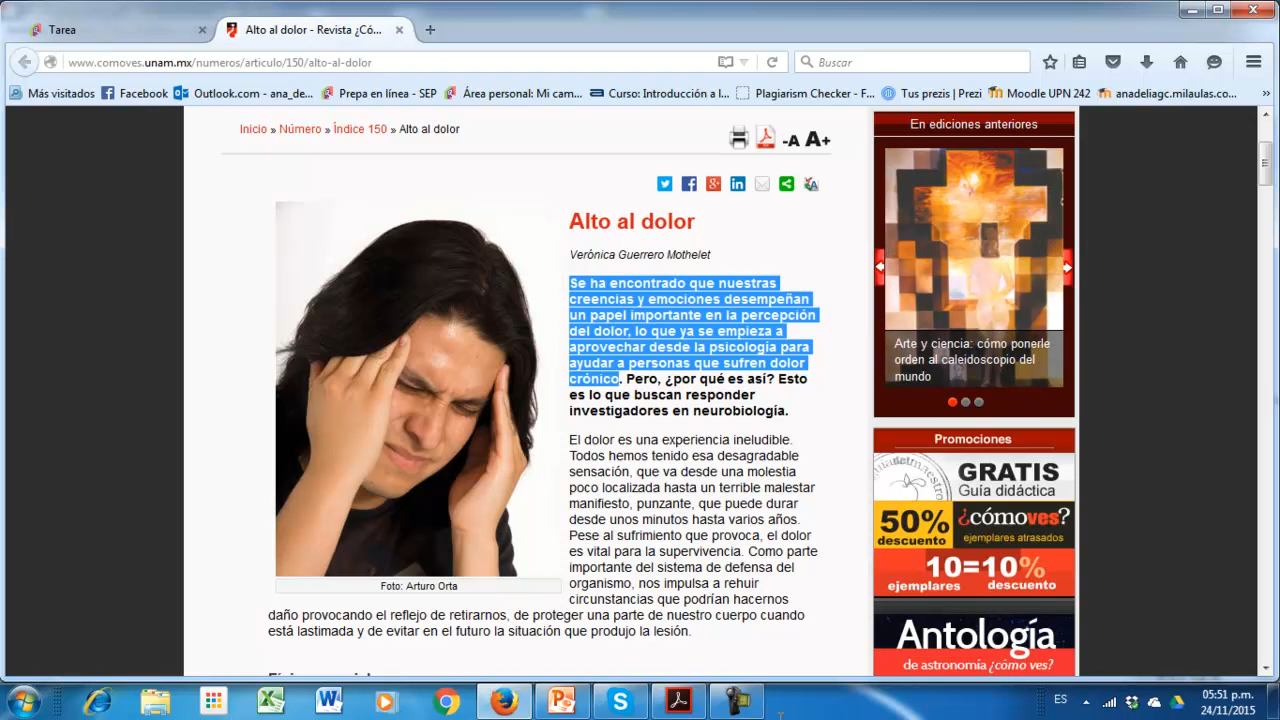 Tarea
Alto al dolor - Revista ¿Có...
www.comoves.unam.mx/numeros/articulo/150/alto-al-dolor
Buscar
Más visitados
Facebook
Outlook.com - ana_de...
Prepa en línea - SEP
Área personal: Mi cam...
Curso: Introducción a l...
Plagiarism Checker - F...
Tus prezis | Prezi
Moodle UPN 242
anadeliagc.milaulas.co...
Inicio » Número » Índice 150 » Alto al dolor
-A A+
Alto al dolor
Verónica Guerrero Mothelet
Se ha encontrado que nuestras
creencias y emociones desempeñan
un papel importante en la percepción
del dolor, lo que ya se empieza a
aprovechar desde la psicología para
ayudar a personas que sufren dolor
crónico. Pero, ¿por qué es así? Esto
es lo que buscan responder
investigadores en neurobiología.
El dolor es una experiencia ineludible.
Todos hemos tenido esa desagradable
sensación, que va desde una molestia
poco localizada hasta un terrible malestar
manifiesto, punzante, que puede durar
desde unos minutos hasta varios años.
Pese al sufrimiento que provoca, el dolor
es vital para la supervivencia. Como parte
importante del sistema de defensa del
organismo, nos impulsa a rehuir
circunstancias que podrían hacernos
daño provocando el reflejo de retirarnos, de proteger una parte de nuestro cuerpo cuando
está lastimada y de evitar en el futuro la situación que produjo la lesión.
Foto: Arturo Orta
En ediciones anteriores
Arte y ciencia: cómo ponerle
orden al caleidoscopio del
mundo
Promociones
GRATIS
Guía didáctica
50%
descuento
¿cómoves?
ejemplares atrasados
10=10%
ejemplares descuento
Antología
de astronomía ¿cómo ves?
ES
05:51 p.m.
24/11/2015